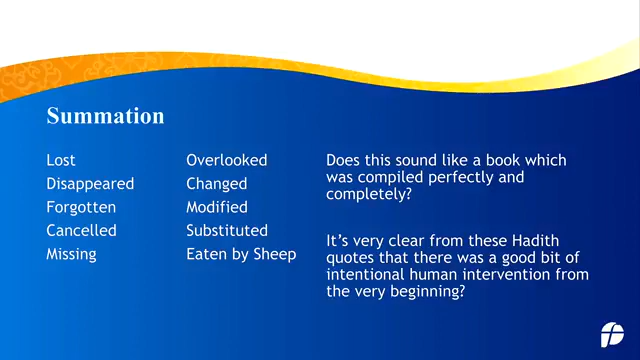 Summation
Lost
Disappeared
Forgotten
Cancelled
Missing
Overlooked
Changed
Modified
Substituted
Eaten by Sheep
Does this sound like a book which
was compiled perfectly and
completely?
It’s very clear from these Hadith
quotes that there was a good bit of
intentional human intervention from
the very beginning?